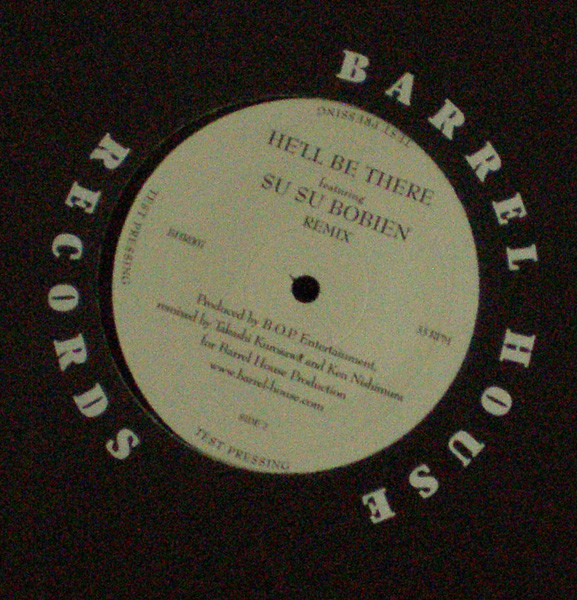 BARREL HOUSE
RECORDS
TEST PRESSING
HE'LL BE THERE
featuring
SU SU BOBIEN
REMIX
TEST PRESSING
33 RPM
Produced by B.O.P. Entertainment,
remixed by Takashi Kurosawa and Ken Nishimura
for Barrel House Production
www.barrel-house.com
SIDE 2
TEST PRESSING